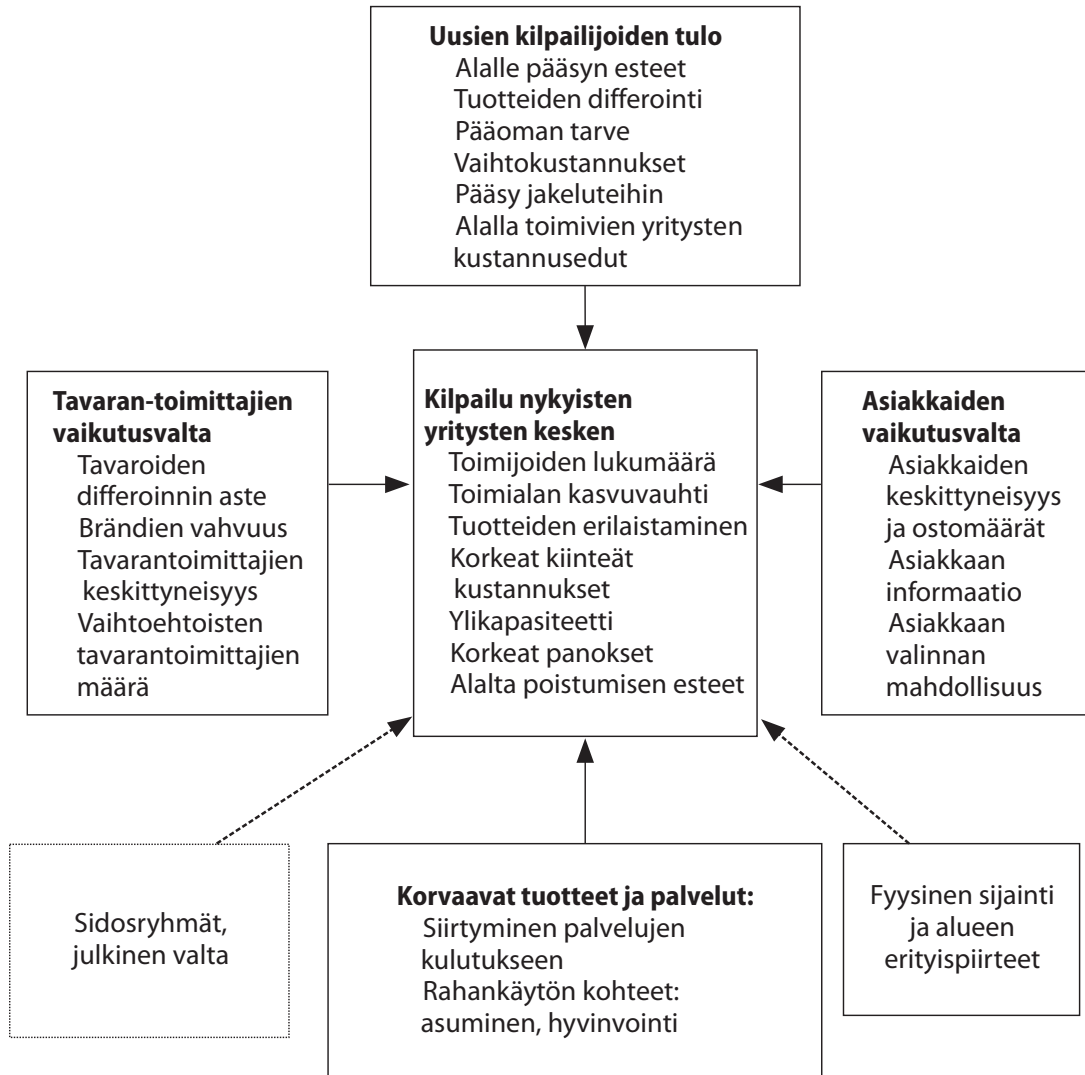 Uusien kilpailijoiden tulo
Alalle pääsyn esteet
Tuotteiden differointi
Pääoman tarve
Vaihtokustannukset
Pääsy jakeluteihin
Alalla toimivien yritysten
kustannusedut
Tavaran-toimittajien
vaikutusvalta
Tavaroiden
differoinnin aste
Brändien vahvuus
Tavarantoimittajien
keskittyneisyys
Vaihtoehtoisten
tavarantoimittajien
määrä
Kilpailu nykyisten
yritysten kesken
Toimijoiden lukumäärä
Toimialan kasvuvauhti
Tuotteiden erilaistaminen
Korkeat kiinteät
kustannukset
Ylikapasiteetti
Korkeat panokset
Alalta poistumisen esteet
Asiakkaiden
vaikutusvalta
Asiakkaiden
keskittyneisyys
ja ostomäärät
Asiakkaan
informaatio
Asiakkaan
valinnan
mahdollisuus
Sidosryhmät,
julkinen valta
Korvaavat tuotteet ja palvelut:
Siirtyminen palvelujen
kulutukseen
Rahankäytön kohteet:
asuminen, hyvinvointi
Fyysinen sijainti
ja alueen
erityispiirteet